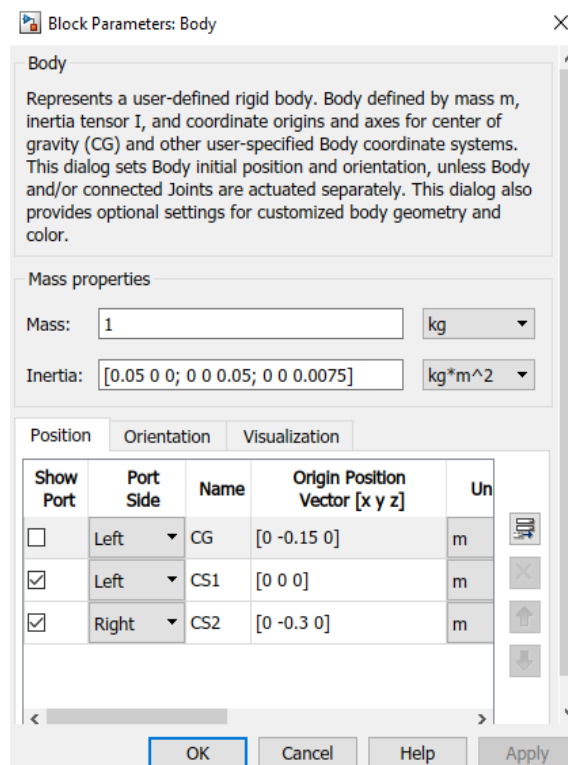 Block Parameters: Body
Body
Represents a user-defined rigid body. Body defined by mass m,
inertia tensor I, and coordinate origins and axes for center of
gravity (CG) and other user-specified Body coordinate systems.
This dialog sets Body initial position and orientation, unless Body
and/or connected Joints are actuated separately. This dialog also
provides optional settings for customized body geometry and
color.
Mass properties
Mass: 1 kg
Inertia: [0.05 0 0; 0 0 0.05; 0 0 0.0075] kg*m^2
Position Orientation Visualization
Show Port Port Side Name Origin Position Vector [x y z] Un
Left CG [0 -0.15 0] m
Left CS1 [0 0 0] m
Right CS2 [0 -0.3 0] m
OK Cancel Help Apply